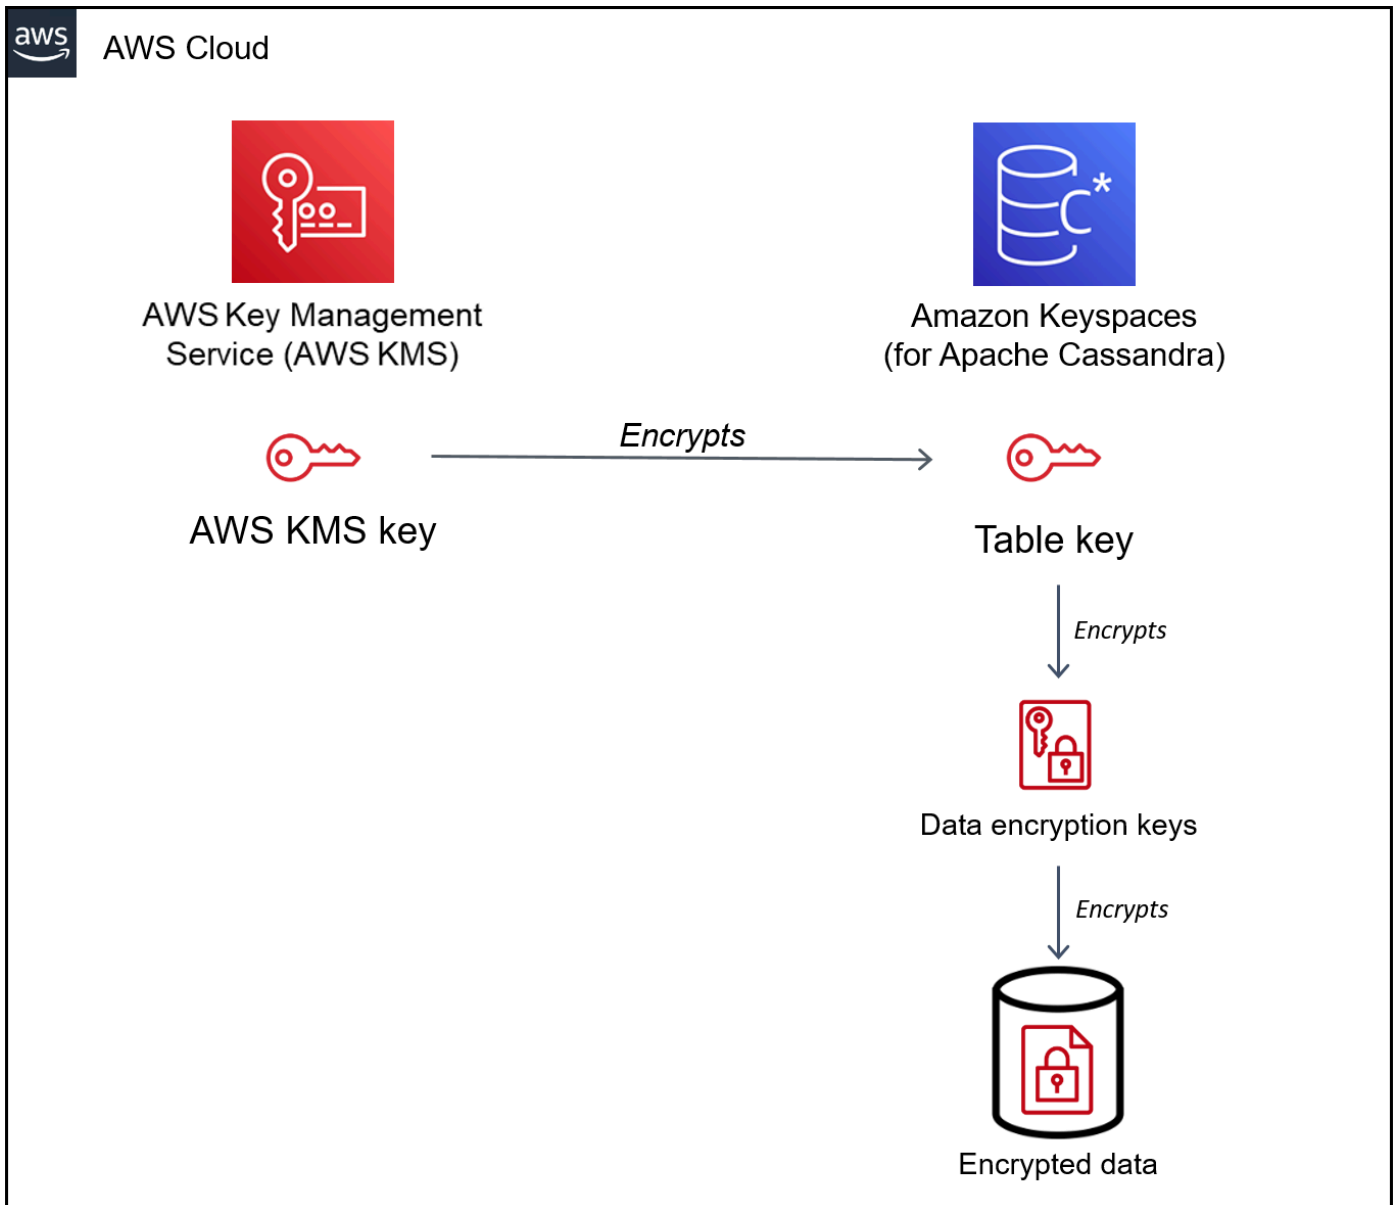 aws
AWS Cloud
C*
AWS Key Management
Service (AWS KMS)
Amazon Keyspaces
(for Apache Cassandra)
Encrypts
AWS KMS key
Table key
Encrypts
Data encryption keys
Encrypts
Encrypted data